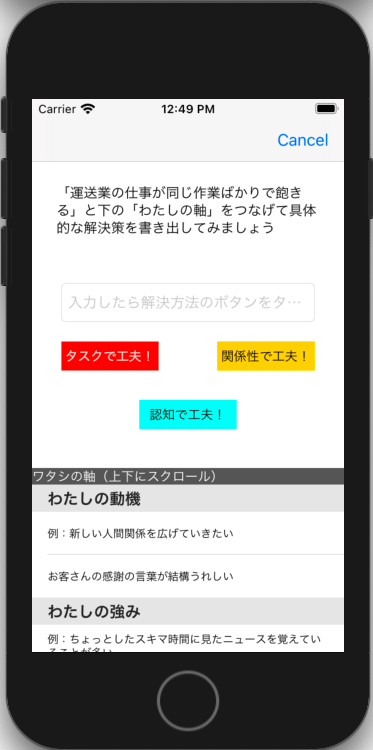 Carrier 12:49 PM
Cancel
「運送業の仕事が同じ作業ばかりで飽き
る」と下の「わたしの軸」をつなげて具体
的な解決策を書き出してみましょう
入力したら解決方法のボタンをタ…
タスクで工夫！ 関係性で工夫！
認知で工夫！
ワタシの軸（上下にスクロール）
わたしの動機
例：新しい人間関係を広げていきたい
お客さんの感謝の言葉が結構うれしい
わたしの強み
例：ちょっとしたスキマ時間に見たニュースを覚えてい
ることが多い